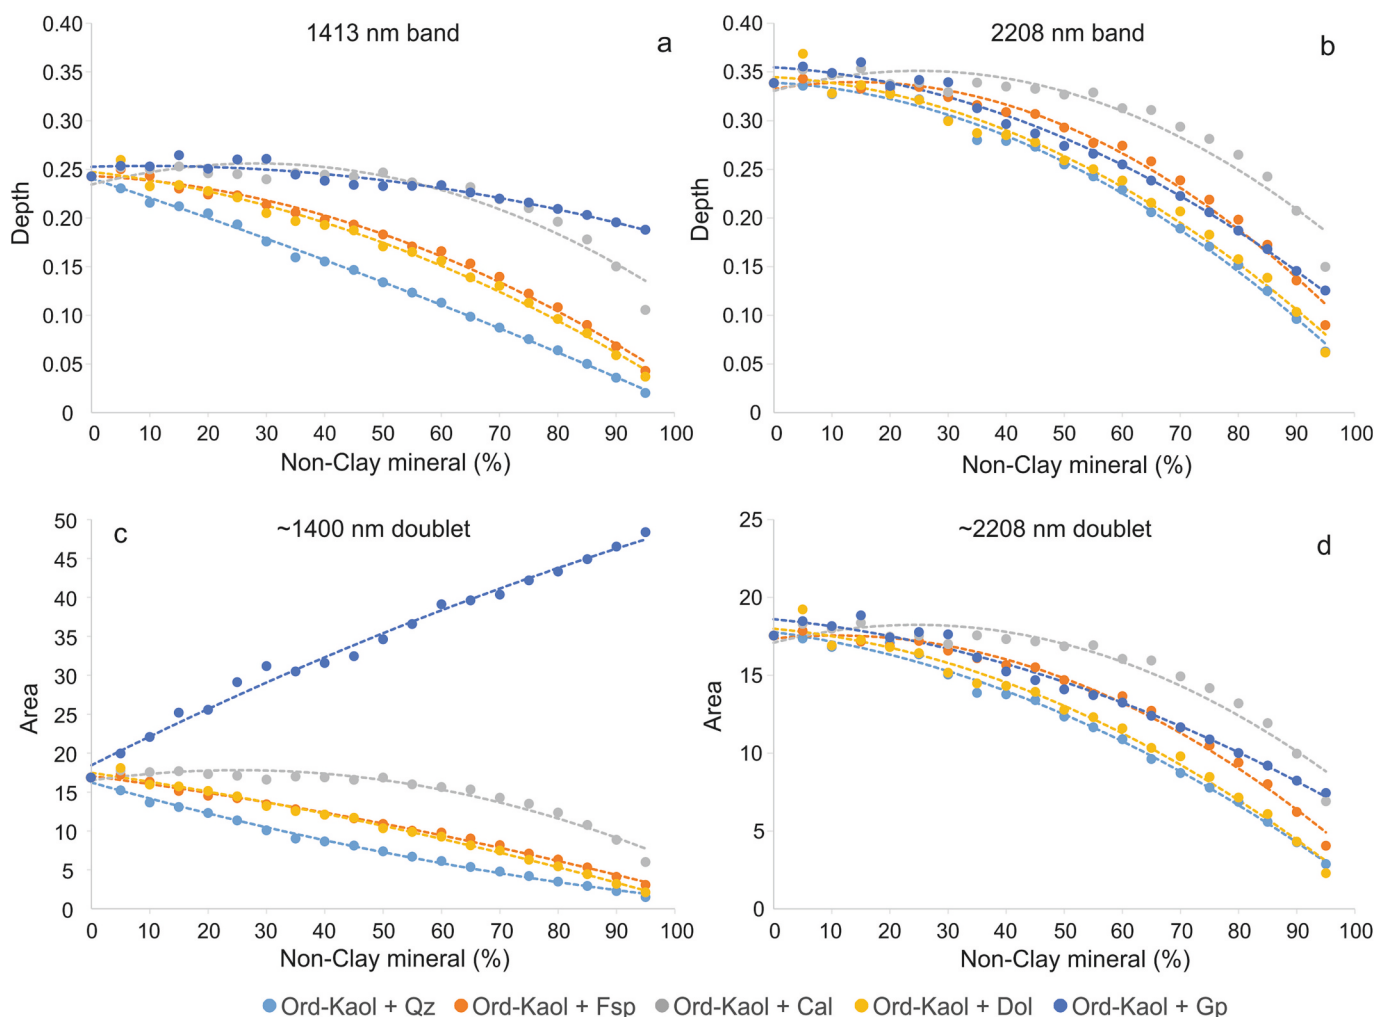 1413 nm band
a
0.40
0.35
0.30
0.25
0.20
0.15
0.10
0.05
0
Depth
0 10 20 30 40 50 60 70 80 90 100
Non-Clay mineral (%)
2208 nm band
b
0.40
0.35
0.30
0.25
0.20
0.15
0.10
0.05
0
Depth
0 10 20 30 40 50 60 70 80 90 100
Non-Clay mineral (%)
c
~1400 nm doublet
50
45
40
35
30
25
20
15
10
5
0
Area
0 10 20 30 40 50 60 70 80 90 100
Non-Clay mineral (%)
~2208 nm doublet
d
25
20
15
10
5
0
Area
0 10 20 30 40 50 60 70 80 90 100
Non-Clay mineral (%)
Ord-Kaol + Qz Ord-Kaol + Fsp Ord-Kaol + Cal Ord-Kaol + Dol Ord-Kaol + Gp